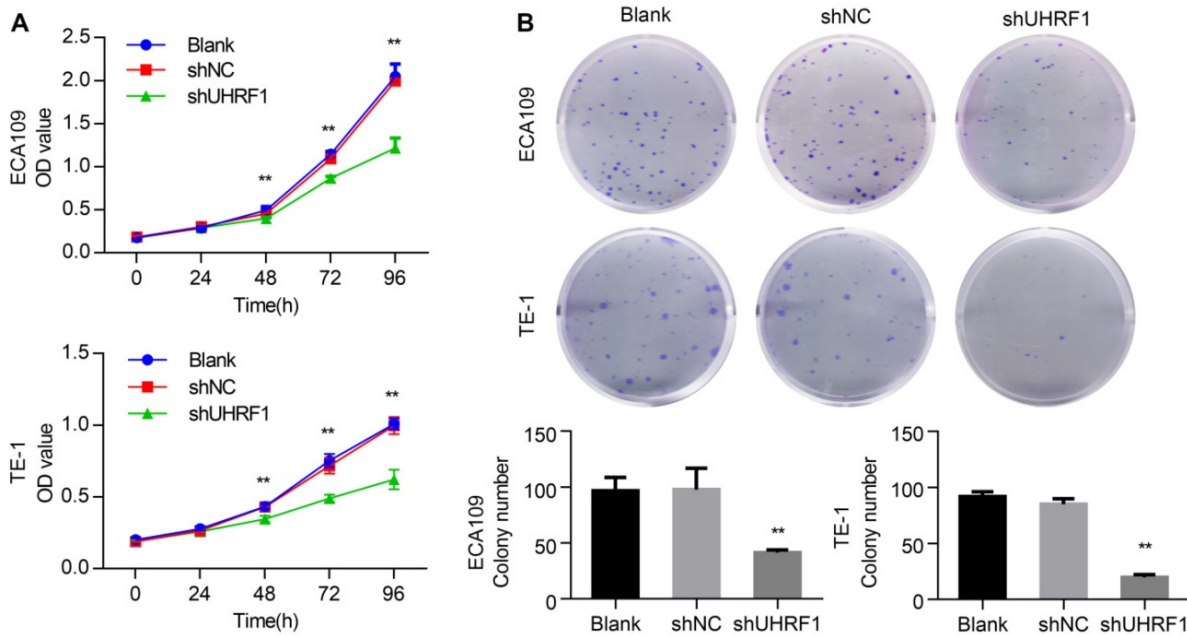 A
ECA109
OD value
2.5
2.0
1.5
1.0
0.5
0.0
Blank
shNC
shUHRF1
**
**
**
0 24 48 72 96
Time(h)
TE-1
OD value
1.5
1.0
0.5
0.0
Blank
shNC
shUHRF1
**
**
**
0 24 48 72 96
Time(h)
B
Blank shNC shUHRF1
ECA109
TE-1
ECA109
Colony number
150
100
50
0
**
Blank shNC shUHRF1
TE-1
Colony number
150
100
50
0
**
Blank shNC shUHRF1